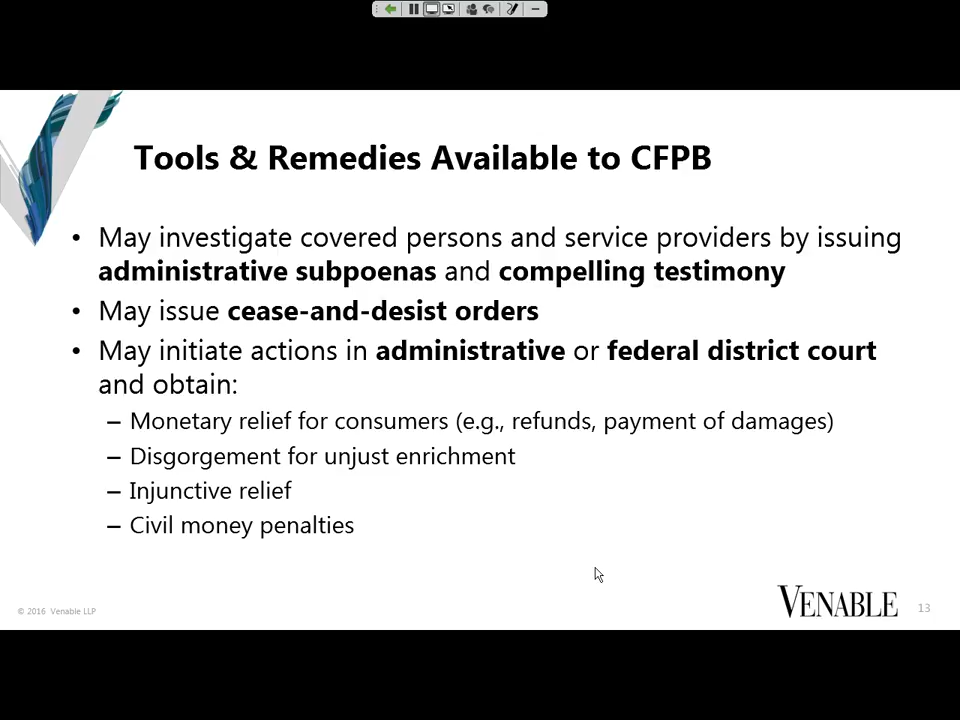 Tools & Remedies Available to CFPB
• May investigate covered persons and service providers by issuing
administrative subpoenas and compelling testimony
• May issue cease-and-desist orders
• May initiate actions in administrative or federal district court
and obtain:
– Monetary relief for consumers (e.g., refunds, payment of damages)
– Disgorgement for unjust enrichment
– Injunctive relief
– Civil money penalties
© 2016 Venable LLP
VENABLE
13